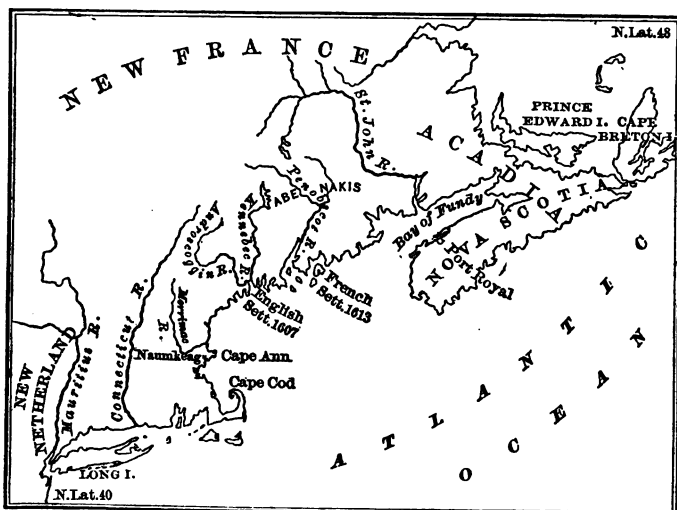 N.Lat.48
NEW FRANCE
PRINCE
EDWARD I. CAPE
BRETON I.
St. John R.
ACADIA
ABENAKIS
Penobscot R.
Kennebec R.
Androscoggin R.
Bay of Fundy
NOVA SCOTIA
Port Royal
French
Sett. 1613
English
Sett. 1607
Merrimac
R.
Connecticut R.
Mauritius R.
NEW
NETHERLAND
Naumkeag
Cape Ann.
Cape Cod
ATLANTIC
OCEAN
LONG I.
N.Lat.40